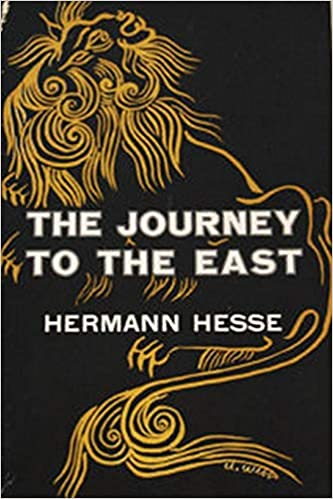 THE JOURNEY
TO THE EAST
HERMANN HESSE